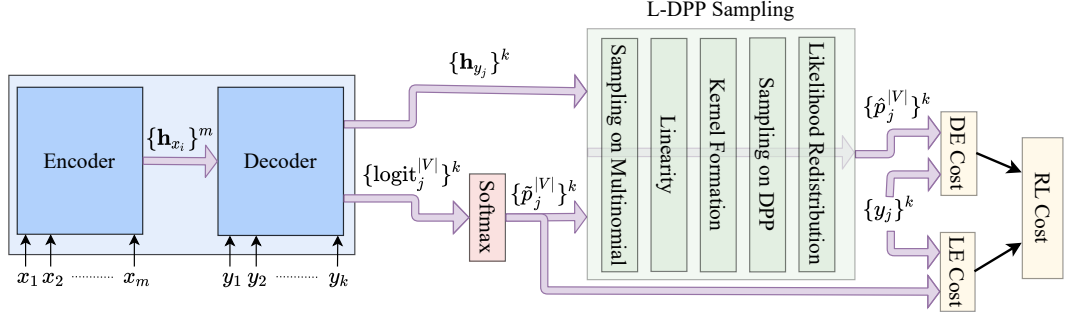 L-DPP Sampling
Encoder
{h_{x_i}}^m
Decoder
{h_{y_j}}^k
{logit_j^{|V|}}^k
Softmax
{p̃_j^{|V|}}^k
Sampling on Multinomial
Linearity
Kernel Formation
Sampling on DPP
Likelihood Redistribution
{p̂_j^{|V|}}^k
{y_j}^k
DE Cost
LE Cost
RL Cost
x_1 x_2 ........... x_m
y_1 y_2 ........... y_k